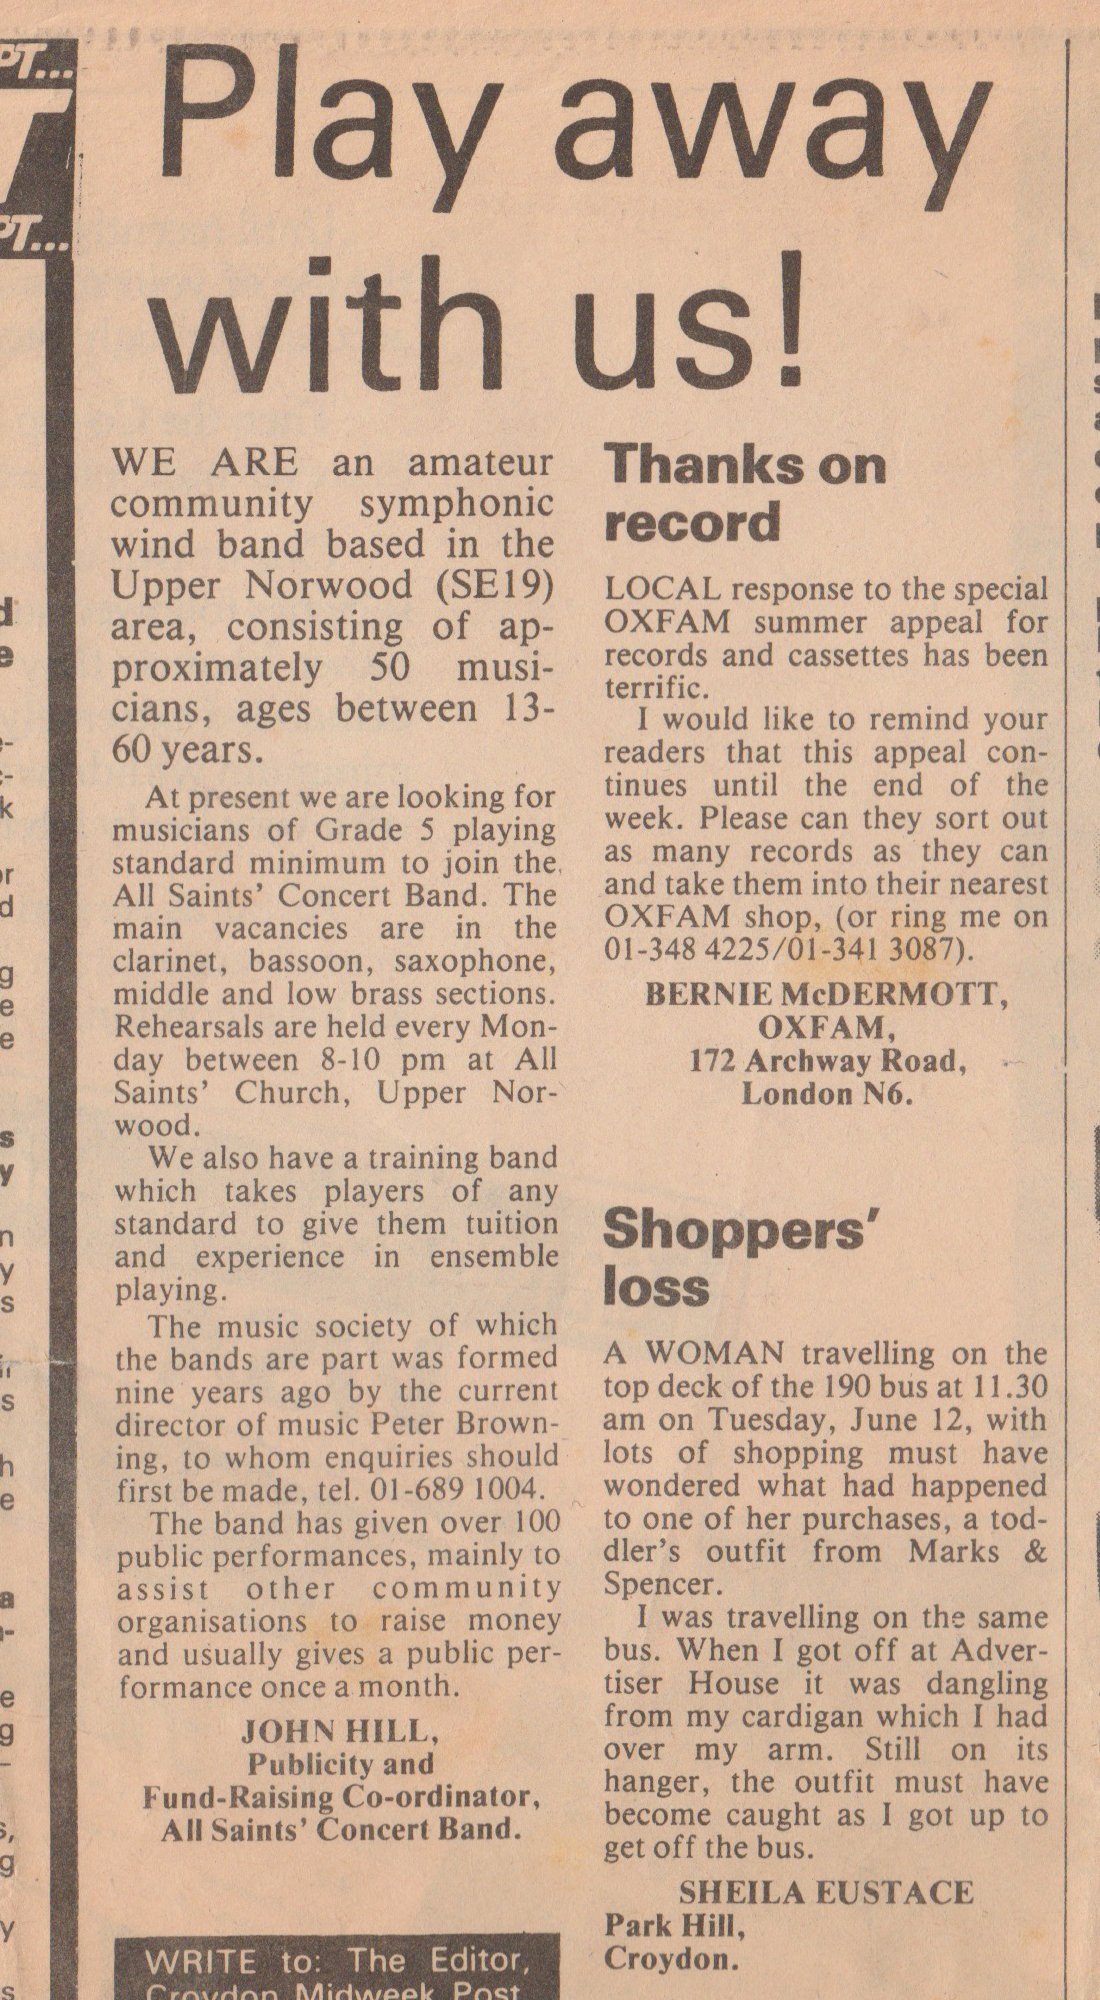 PT...
T
PT...
Play away
with us!
WE ARE an amateur
community symphonic
wind band based in the
Upper Norwood (SE19)
area, consisting of ap-
proximately 50 musi-
cians, ages between 13-
60 years.
At present we are looking for
musicians of Grade 5 playing
standard minimum to join the
All Saints' Concert Band. The
main vacancies are in the
clarinet, bassoon, saxophone,
middle and low brass sections.
Rehearsals are held every Mon-
day between 8-10 pm at All
Saints' Church, Upper Nor-
wood.
We also have a training band
which takes players of any
standard to give them tuition
and experience in ensemble
playing.
The music society of which
the bands are part was formed
nine years ago by the current
director of music Peter Brown-
ing, to whom enquiries should
first be made, tel. 01-689 1004.
The band has given over 100
public performances, mainly to
assist other community
organisations to raise money
and usually gives a public per-
formance once a month.
JOHN HILL,
Publicity and
Fund-Raising Co-ordinator,
All Saints' Concert Band.
WRITE to: The Editor,
Croydon Midweek Post
Thanks on
record
LOCAL response to the special
OXFAM summer appeal for
records and cassettes has been
terrific.
I would like to remind your
readers that this appeal con-
tinues until the end of the
week. Please can they sort out
as many records as they can
and take them into their nearest
OXFAM shop, (or ring me on
01-348 4225/01-341 3087).
BERNIE McDERMOTT,
OXFAM,
172 Archway Road,
London N6.
Shoppers'
loss
A WOMAN travelling on the
top deck of the 190 bus at 11.30
am on Tuesday, June 12, with
lots of shopping must have
wondered what had happened
to one of her purchases, a tod-
dler's outfit from Marks &
Spencer.
I was travelling on the same
bus. When I got off at Adver-
tiser House it was dangling
from my cardigan which I had
over my arm. Still on its
hanger, the outfit must have
become caught as I got up to
get off the bus.
SHEILA EUSTACE
Park Hill,
Croydon.